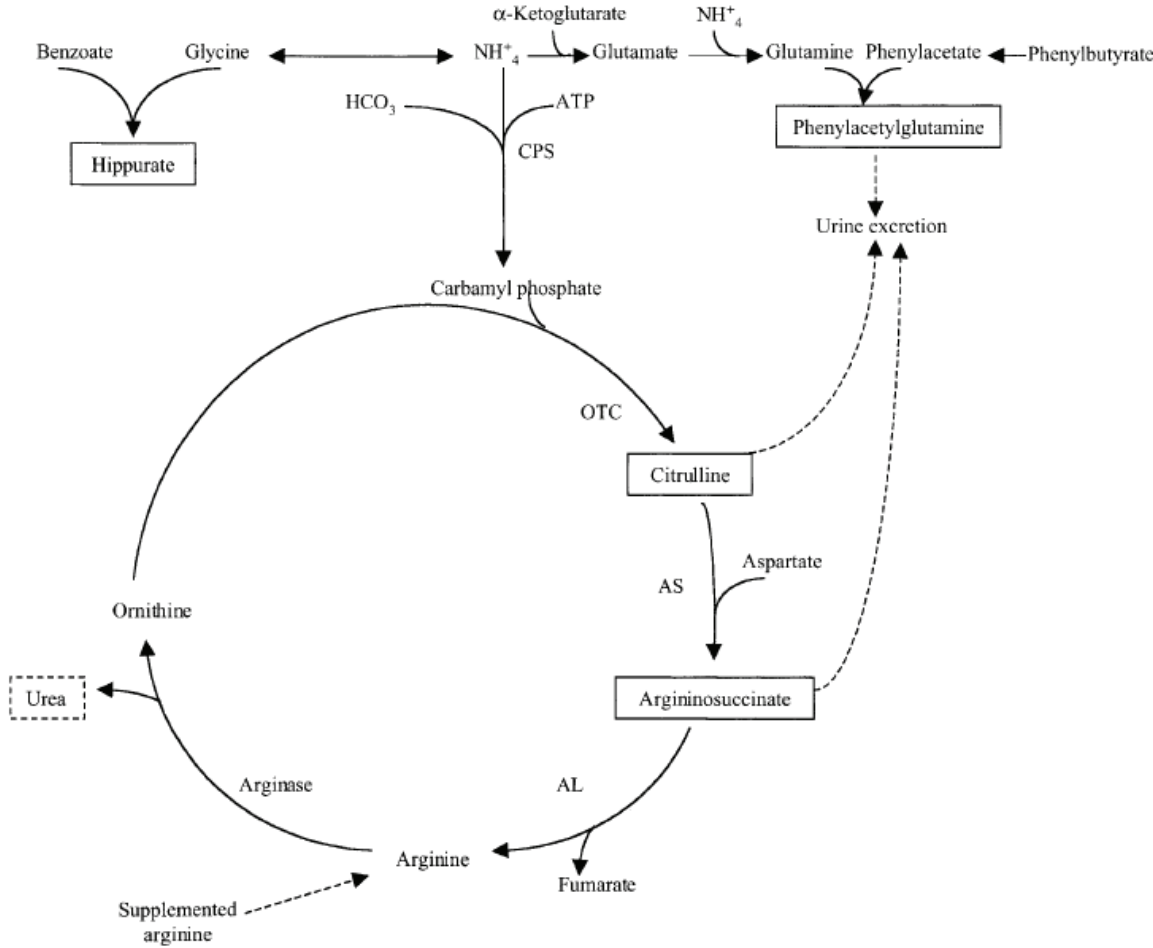 α-Ketoglutarate
NH⁺₄
Benzoate
Glycine
NH⁺₄
Glutamate
Glutamine
Phenylacetate
Phenylbutyrate
HCO₃
ATP
Phenylacetylglutamine
CPS
Hippurate
Urine excretion
Carbamyl phosphate
OTC
Citrulline
Aspartate
AS
Ornithine
Urea
Argininosuccinate
Arginase
AL
Arginine
Fumarate
Supplemented
arginine